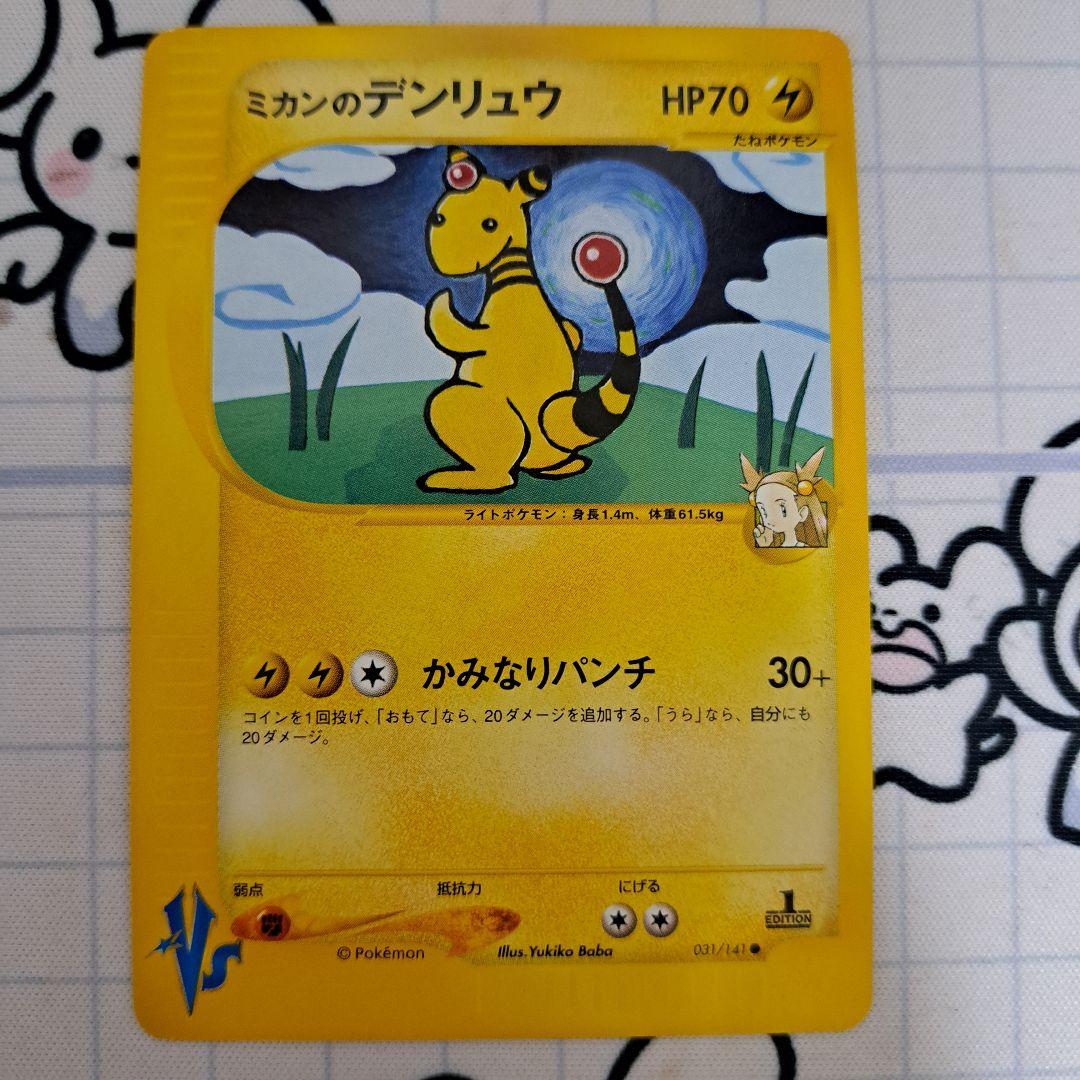 ミカンのデンリュウ HP70
たねポケモン
ライトポケモン：身長1.4m、体重61.5kg
かみなりパンチ 30+
コインを1回投げ、「おもて」なら、20ダメージを追加する。「うら」なら、自分にも
20ダメージ。
弱点 抵抗力 にげる
1
EDITION
VS
©Pokémon Illus.Yukiko Baba 031/141